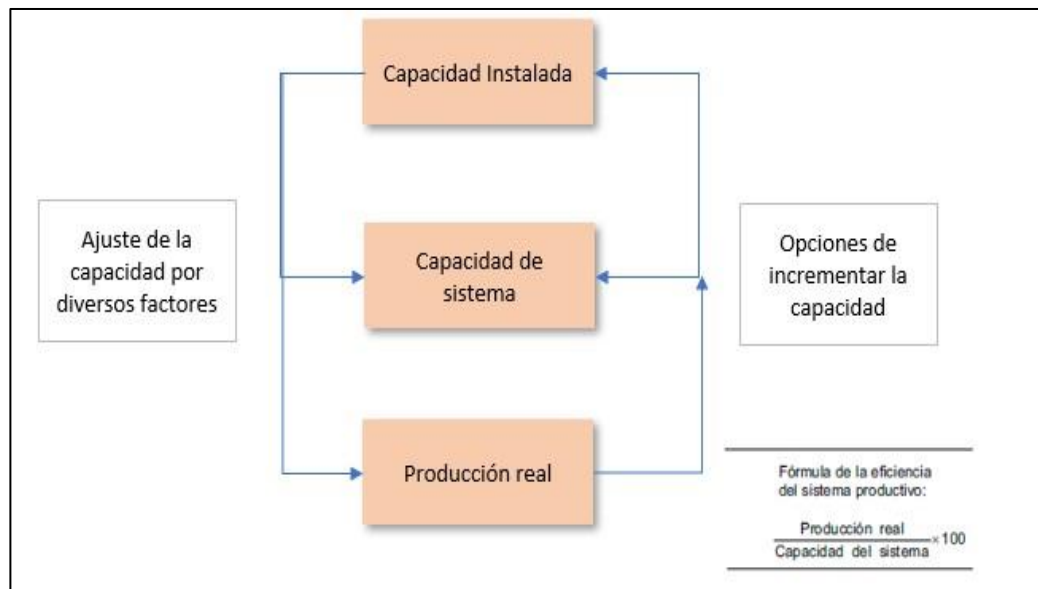 Capacidad Instalada
Ajuste de la
capacidad por
diversos factores
Capacidad de
sistema
Opciones de
incrementar la
capacidad
Producción real
Fórmula de la eficiencia
del sistema productivo:
Producción real
Capacidad del sistema
×100